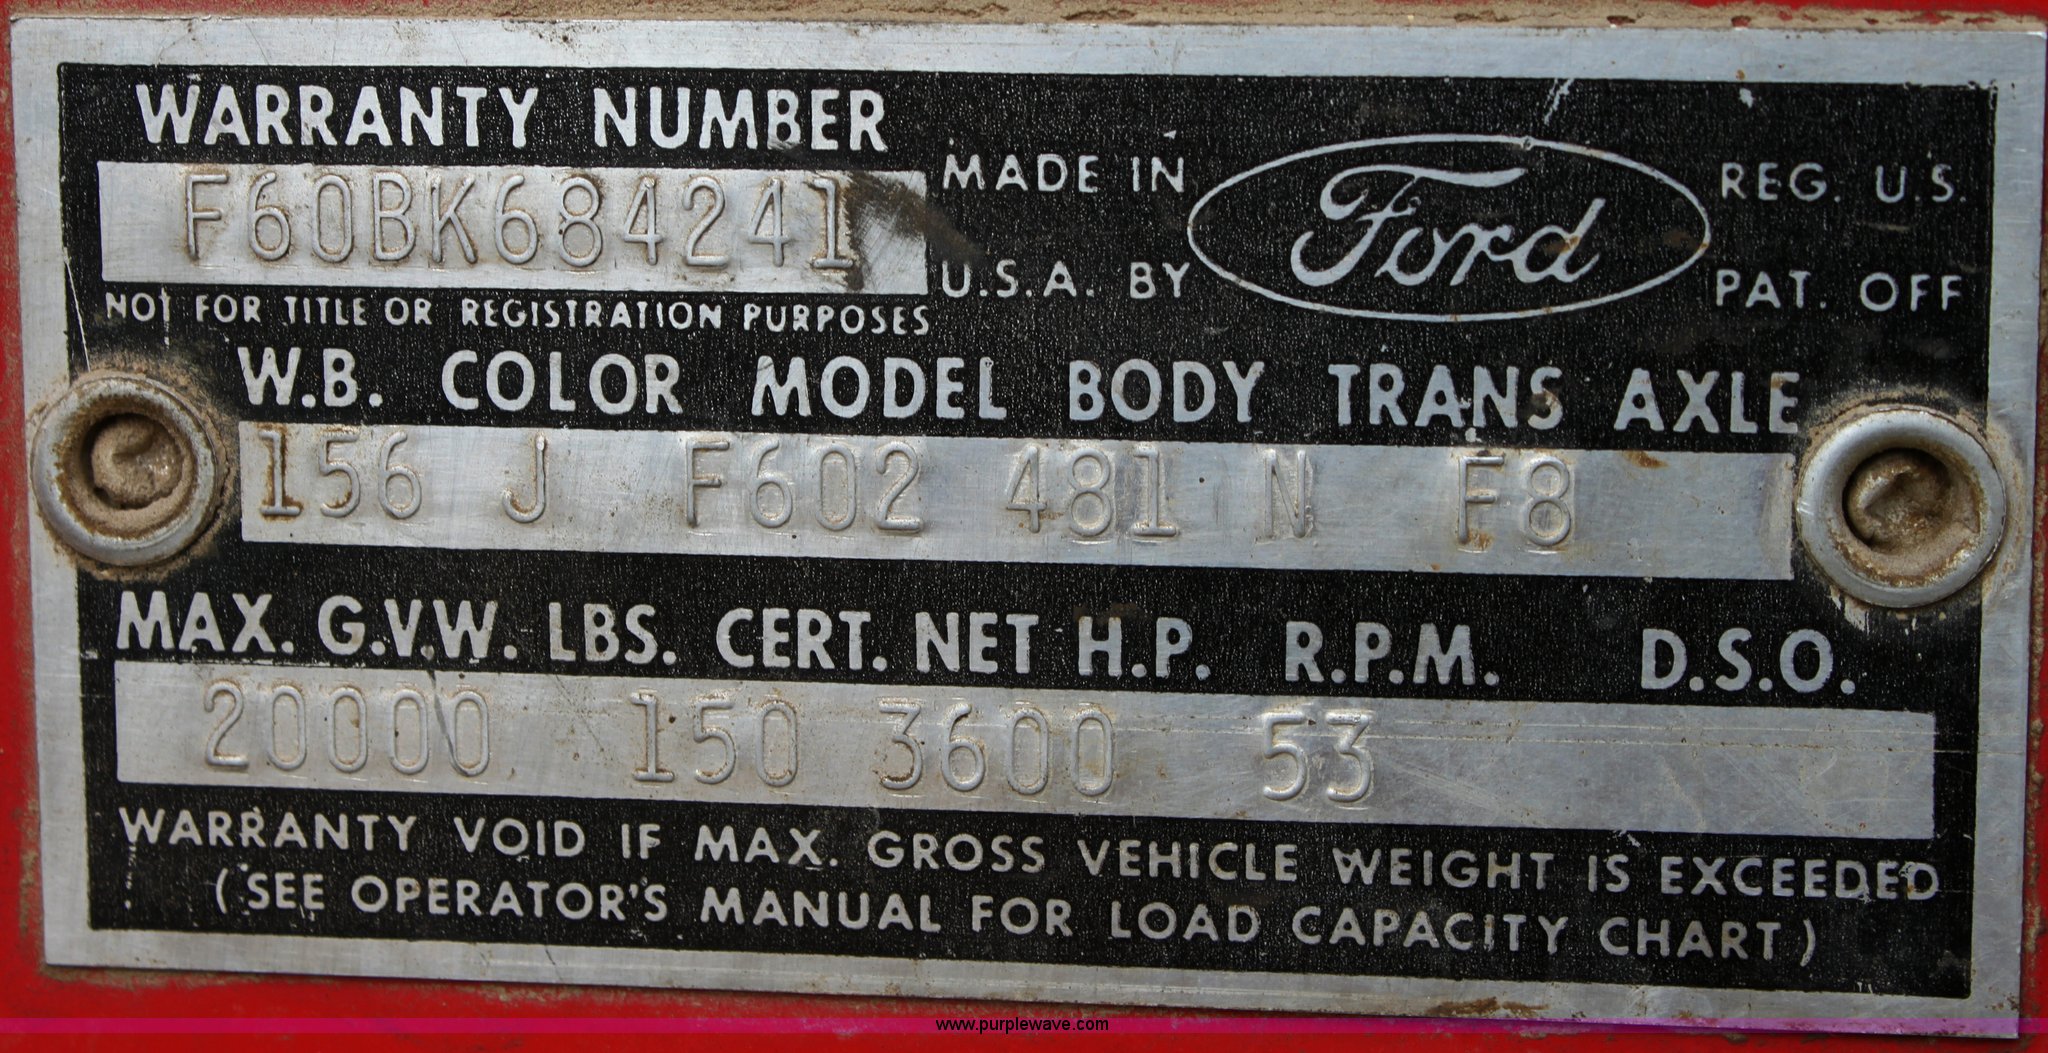 WARRANTY NUMBER
F60BK684241
NOT FOR TITLE OR REGISTRATION PURPOSES
MADE IN
U.S.A. BY
Ford
REG. U.S.
PAT. OFF
W.B. COLOR MODEL BODY TRANS AXLE
156 J F602 481 N F8
MAX. G.V.W. LBS. CERT. NET H.P. R.P.M. D.S.O.
20000 150 3600 53
WARRANTY VOID IF MAX. GROSS VEHICLE WEIGHT IS EXCEEDED
(SEE OPERATOR'S MANUAL FOR LOAD CAPACITY CHART)
www.purplewave.com